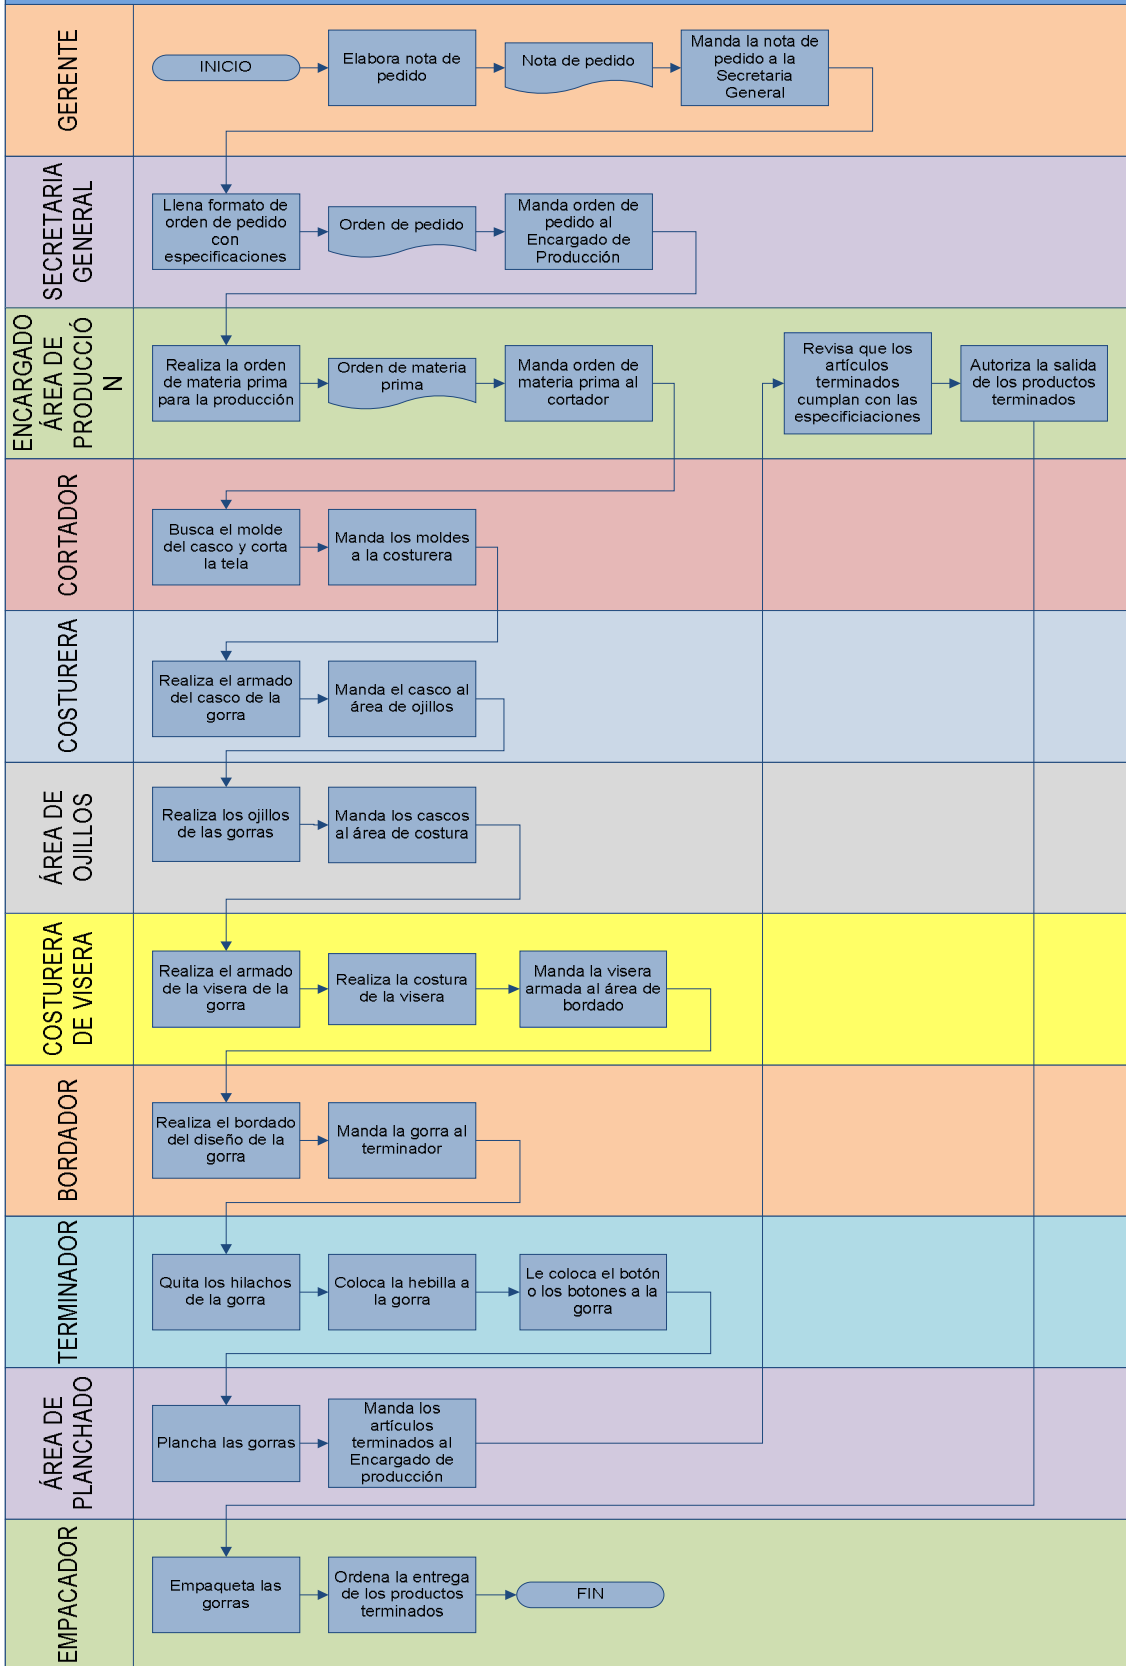 GERENTE
INICIO
Elabora nota de
pedido
Nota de pedido
Manda la nota de
pedido a la
Secretaria
General
SECRETARIA
GENERAL
Llena formato de
orden de pedido
con
especificaciones
Orden de pedido
Manda orden de
pedido al
Encargado de
Producción
ENCARGADO
ÁREA DE
PRODUCCIÓ
N
Realiza la orden
de materia prima
para la producción
Orden de materia
prima
Manda orden de
materia prima al
cortador
Revisa que los
artículos
terminados
cumplan con las
especificiaciones
Autoriza la salida
de los productos
terminados
CORTADOR
Busca el molde
del casco y corta
la tela
Manda los moldes
a la costurera
COSTURERA
Realiza el armado
del casco de la
gorra
Manda el casco al
área de ojillos
ÁREA DE
OJILLOS
Realiza los ojillos
de las gorras
Manda los cascos
al área de costura
COSTURERA
DE VISERA
Realiza el armado
de la visera de la
gorra
Realiza la costura
de la visera
Manda la visera
armada al área de
bordado
BORDADOR
Realiza el bordado
del diseño de la
gorra
Manda la gorra al
terminador
TERMINADOR
Quita los hilachos
de la gorra
Coloca la hebilla a
la gorra
Le coloca el botón
o los botones a la
gorra
ÁREA DE
PLANCHADO
Plancha las gorras
Manda los
artículos
terminados al
Encargado de
producción
EMPACADOR
Empaqueta las
gorras
Ordena la entrega
de los productos
terminados
FIN